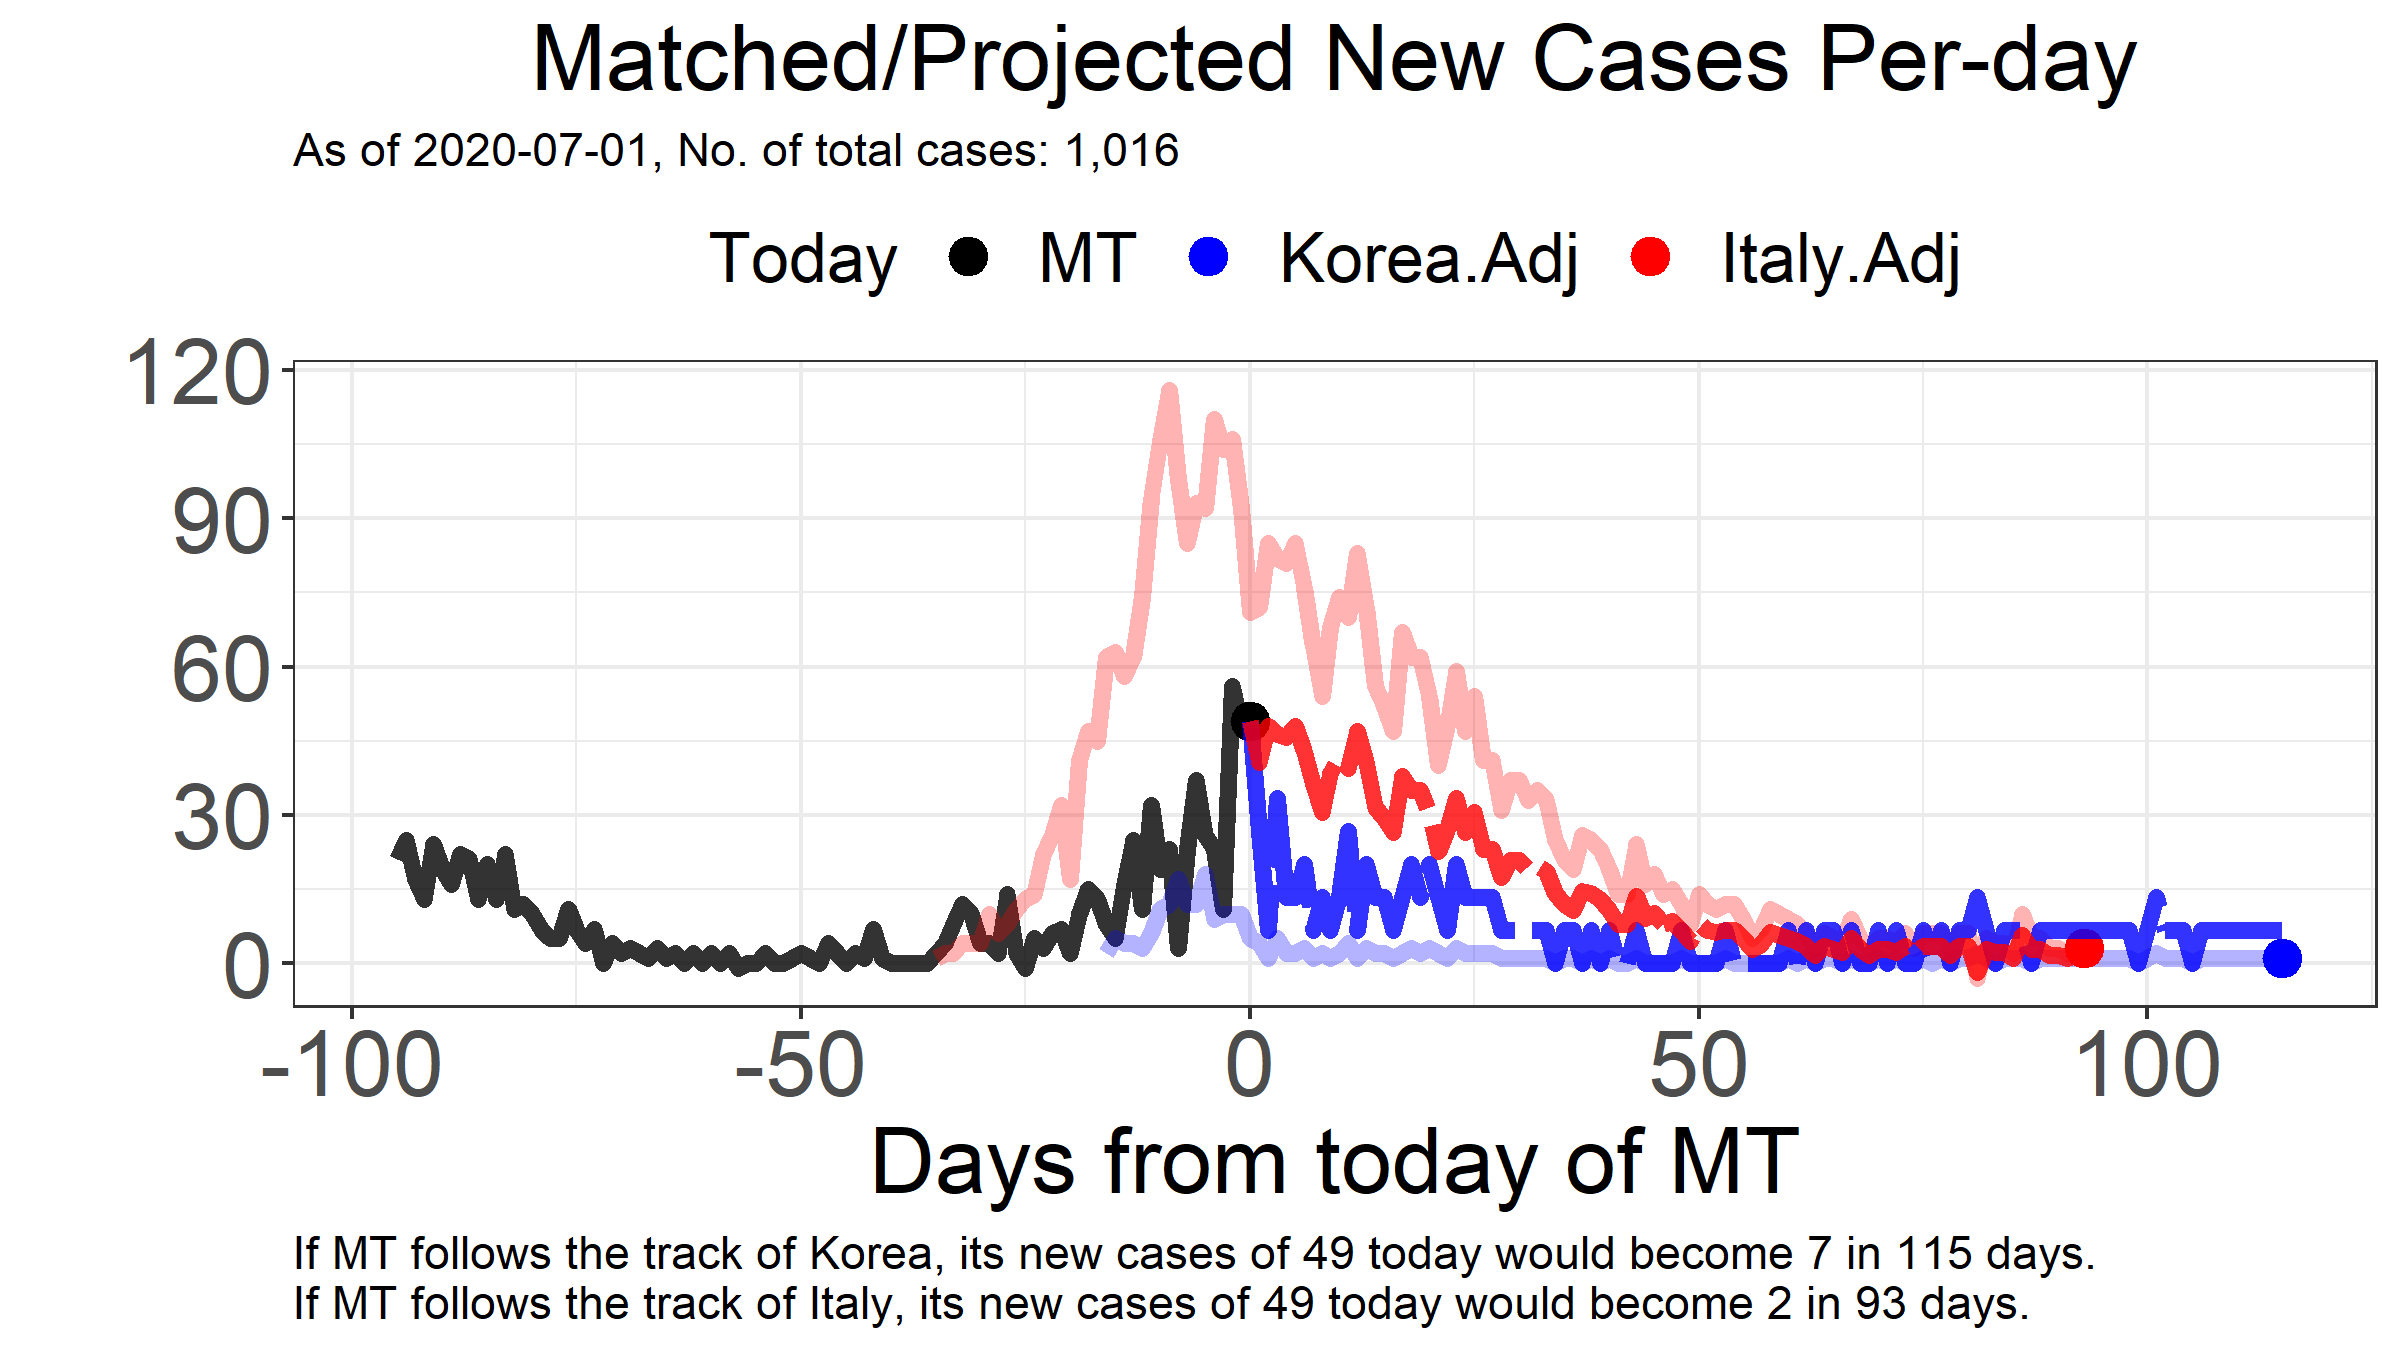 Matched/Projected New Cases Per-day
As of 2020-07-01, No. of total cases: 1,016
Today MT Korea.Adj Italy.Adj
120
90
60
30
0
-100 -50 0 50 100
Days from today of MT
If MT follows the track of Korea, its new cases of 49 today would become 7 in 115 days.
If MT follows the track of Italy, its new cases of 49 today would become 2 in 93 days.